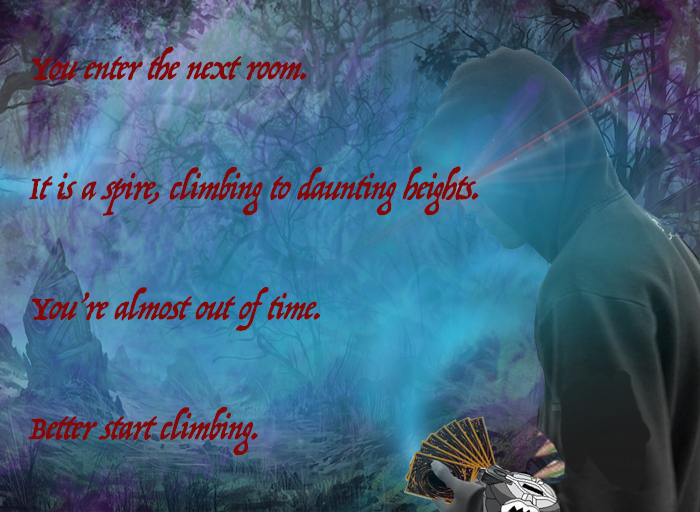 You enter the next room.
It is a spire, climbing to daunting heights.
You're almost out of time.
Better start climbing.